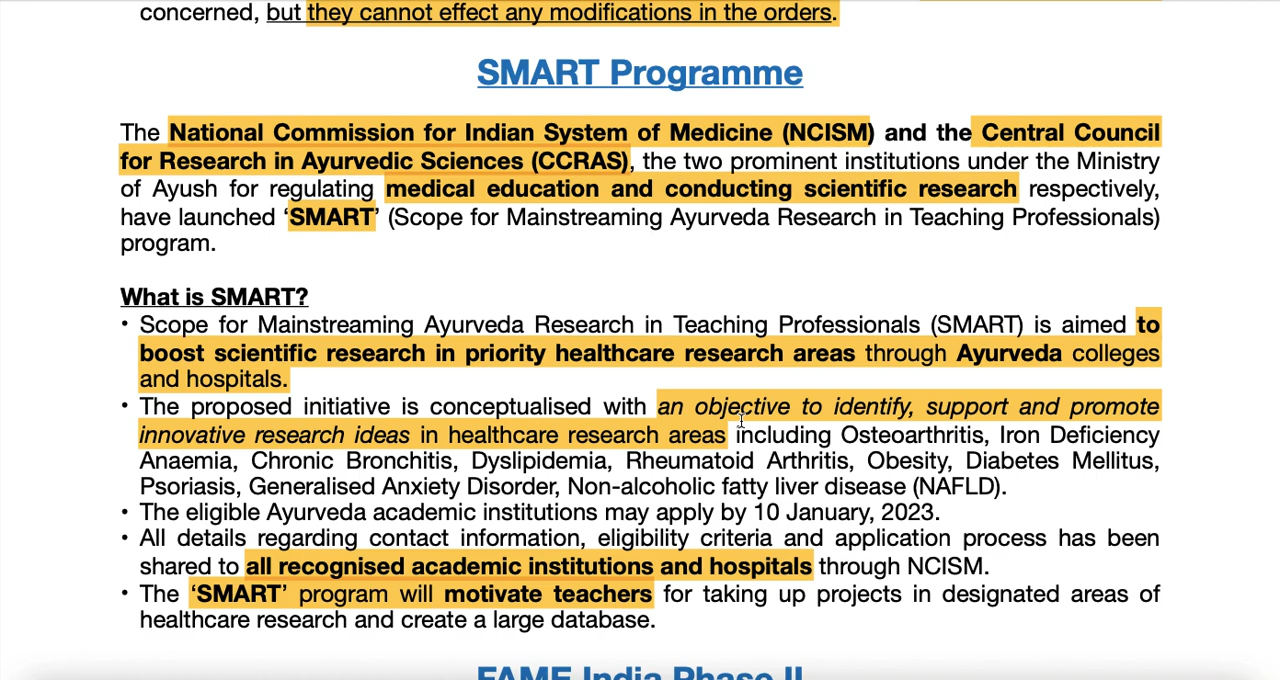 concerned, but they cannot effect any modifications in the orders.
SMART Programme
The National Commission for Indian System of Medicine (NCISM) and the Central Council
for Research in Ayurvedic Sciences (CCRAS), the two prominent institutions under the Ministry
of Ayush for regulating medical education and conducting scientific research respectively,
have launched ‘SMART’ (Scope for Mainstreaming Ayurveda Research in Teaching Professionals)
program.
What is SMART?
• Scope for Mainstreaming Ayurveda Research in Teaching Professionals (SMART) is aimed to
boost scientific research in priority healthcare research areas through Ayurveda colleges
and hospitals.
• The proposed initiative is conceptualised with an objective to identify, support and promote
innovative research ideas in healthcare research areas including Osteoarthritis, Iron Deficiency
Anaemia, Chronic Bronchitis, Dyslipidemia, Rheumatoid Arthritis, Obesity, Diabetes Mellitus,
Psoriasis, Generalised Anxiety Disorder, Non-alcoholic fatty liver disease (NAFLD).
• The eligible Ayurveda academic institutions may apply by 10 January, 2023.
• All details regarding contact information, eligibility criteria and application process has been
shared to all recognised academic institutions and hospitals through NCISM.
• The ‘SMART’ program will motivate teachers for taking up projects in designated areas of
healthcare research and create a large database.
FAME India Phase II